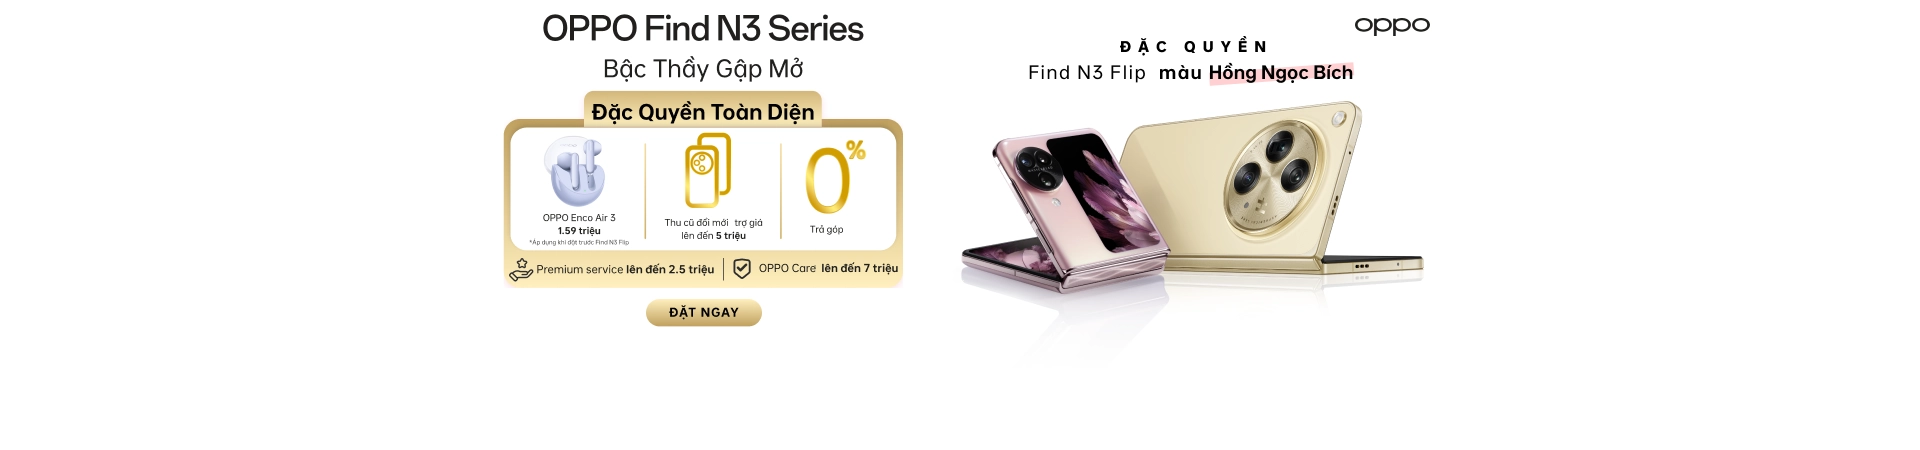 OPPO Find N3 Series
Bậc Thầy Gập Mở
Đặc Quyền Toàn Diện
OPPO Enco Air 3
1.59 triệu
*Áp dụng khi đặt trước Find N3 Flip
Thu cũ đổi mới trợ giá
lên đến 5 triệu
0%
Trả góp
Premium service lên đến 2.5 triệu
OPPO Care lên đến 7 triệu
ĐẶT NGAY
oppo
ĐẶC QUYỀN
Find N3 Flip màu Hồng Ngọc Bích